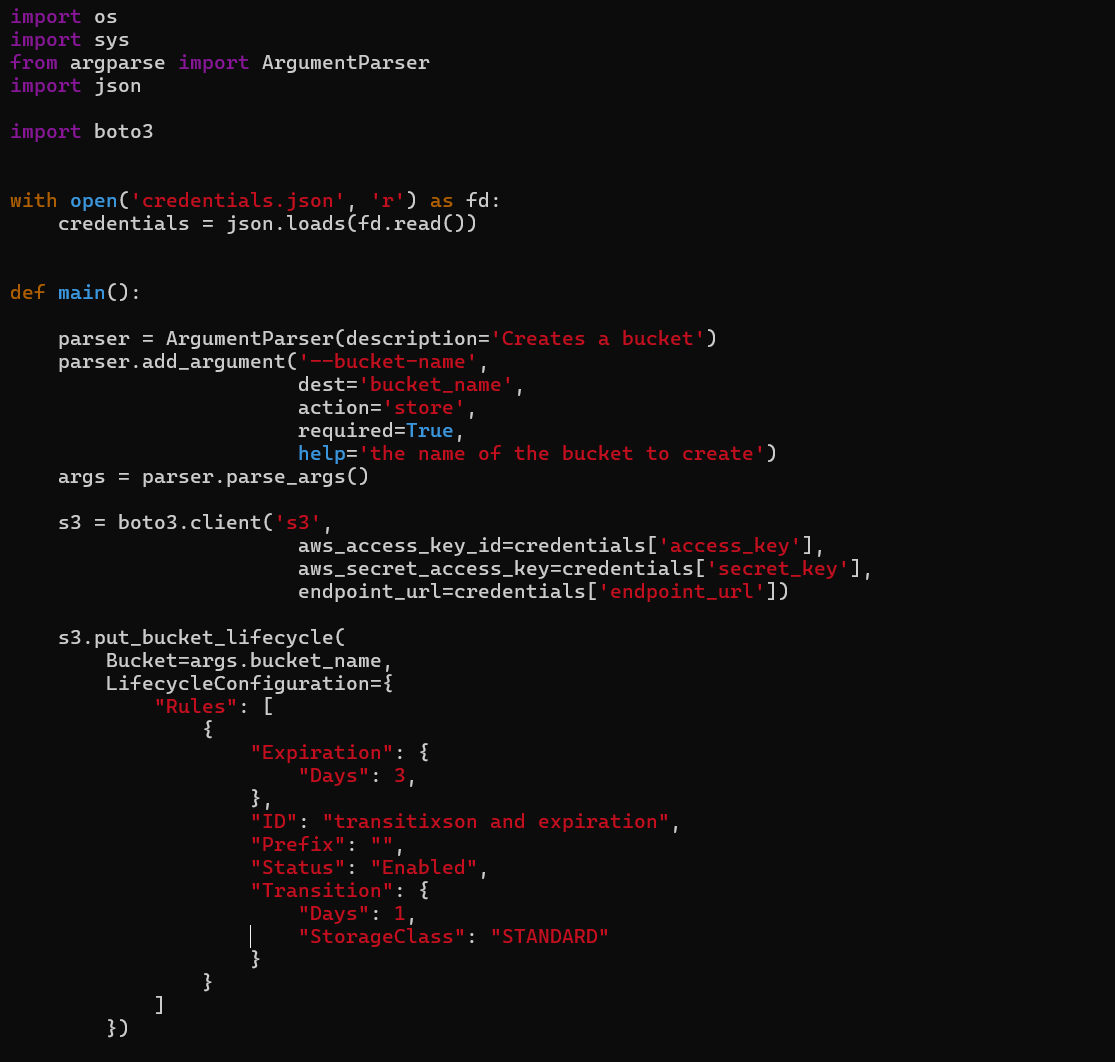 import os
import sys
from argparse import ArgumentParser
import json

import boto3


with open('credentials.json', 'r') as fd:
    credentials = json.loads(fd.read())


def main():

    parser = ArgumentParser(description='Creates a bucket')
    parser.add_argument('--bucket-name',
                        dest='bucket_name',
                        action='store',
                        required=True,
                        help='the name of the bucket to create')
    args = parser.parse_args()

    s3 = boto3.client('s3',
                        aws_access_key_id=credentials['access_key'],
                        aws_secret_access_key=credentials['secret_key'],
                        endpoint_url=credentials['endpoint_url'])

    s3.put_bucket_lifecycle(
        Bucket=args.bucket_name,
        LifecycleConfiguration={
            "Rules": [
                {
                    "Expiration": {
                        "Days": 3,
                    },
                    "ID": "transitixson and expiration",
                    "Prefix": "",
                    "Status": "Enabled",
                    "Transition": {
                        "Days": 1,
                        "StorageClass": "STANDARD"
                    }
                }
            ]
        })